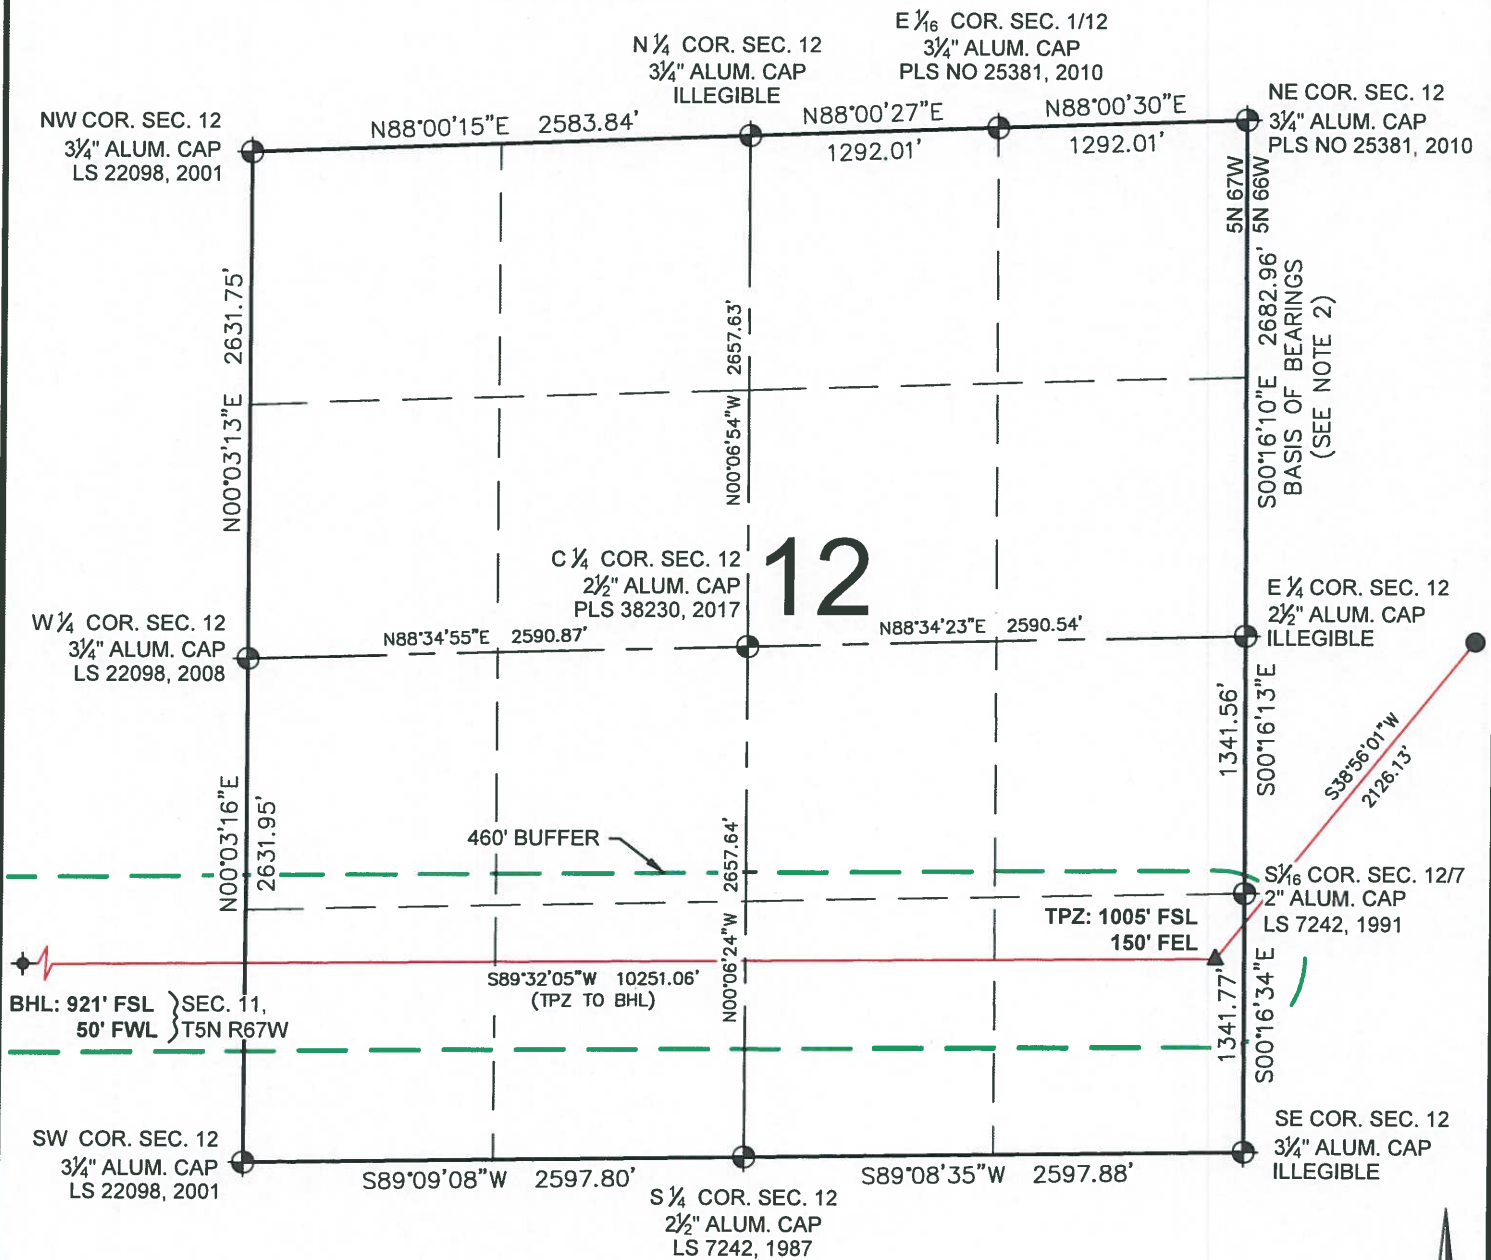 E 1/16 COR. SEC. 1/12
3¼" ALUM. CAP
PLS NO 25381, 2010
N ¼ COR. SEC. 12
3¼" ALUM. CAP
ILLEGIBLE
NE COR. SEC. 12
3¼" ALUM. CAP
PLS NO 25381, 2010
NW COR. SEC. 12
3¼" ALUM. CAP
LS 22098, 2001
N88°00'15"E 2583.84'
N88°00'27"E
1292.01'
N88°00'30"E
1292.01'
5N 67W
5N 66W
N00°03'13"E 2631.75'
N00°06'54"W 2657.63'
S00°16'10"E 2682.96'
BASIS OF BEARINGS
(SEE NOTE 2)
C ¼ COR. SEC. 12
2½" ALUM. CAP
PLS 38230, 2017
12
E ¼ COR. SEC. 12
2½" ALUM. CAP
ILLEGIBLE
W ¼ COR. SEC. 12
3¼" ALUM. CAP
LS 22098, 2008
N88°34'55"E 2590.87'
N88°34'23"E 2590.54'
1341.56'
S00°16'13"E
S38°56'01"W
2126.13'
N00°03'16"E
2631.95'
460' BUFFER
N00°06'24"W 2657.64'
S1/16 COR. SEC. 12/7
2" ALUM. CAP
LS 7242, 1991
TPZ: 1005' FSL
150' FEL
S89°32'05"W 10251.06'
(TPZ TO BHL)
BHL: 921' FSL } SEC. 11,
50' FWL } T5N R67W
1341.77'
S00°16'34"E
SW COR. SEC. 12
3¼" ALUM. CAP
LS 22098, 2001
S89°09'08"W 2597.80'
S ¼ COR. SEC. 12
2½" ALUM. CAP
LS 7242, 1987
S89°08'35"W 2597.88'
SE COR. SEC. 12
3¼" ALUM. CAP
ILLEGIBLE